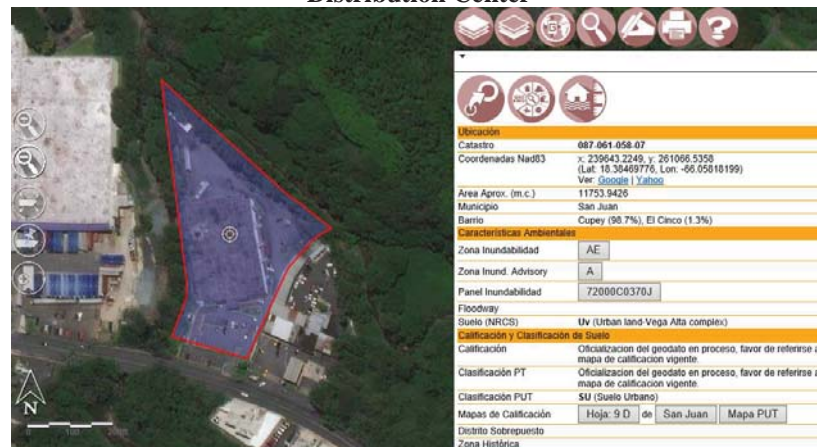 Distribution Center
Ubicación
Catastro 087-061-058-07
Coordenadas Nad83 x: 239643.2249, y: 261066.5358
(Lat: 18.38469776, Lon: -66.05818199)
Ver: Google | Yahoo
Area Aprox. (m.c.) 11753.9426
Municipio San Juan
Barrio Cupey (98.7%), El Cinco (1.3%)
Características Ambientales
Zona Inundabilidad AE
Zona Inund. Advisory A
Panel Inundabilidad 72000C0370J
Floodway
Suelo (NRCS) Uv (Urban land-Vega Alta complex)
Calificación y Clasificación de Suelo
Calificación Oficializacion del geodato en proceso, favor de referirse a
mapa de calificacion vigente.
Clasificación PT Oficializacion del geodato en proceso, favor de referirse a
mapa de calificacion vigente.
Clasificación PUT SU (Suelo Urbano)
Mapas de Calificación Hoja: 9 D de San Juan Mapa PUT
Distrito Sobrepuesto
Zona Histórica
N